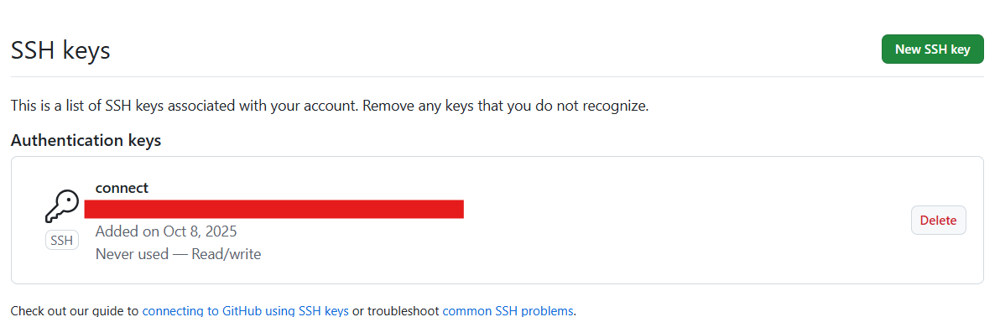 SSH keys
New SSH key
This is a list of SSH keys associated with your account. Remove any keys that you do not recognize.
Authentication keys
connect
SSH
Added on Oct 8, 2025
Never used — Read/write
Delete
Check out our guide to connecting to GitHub using SSH keys or troubleshoot common SSH problems.